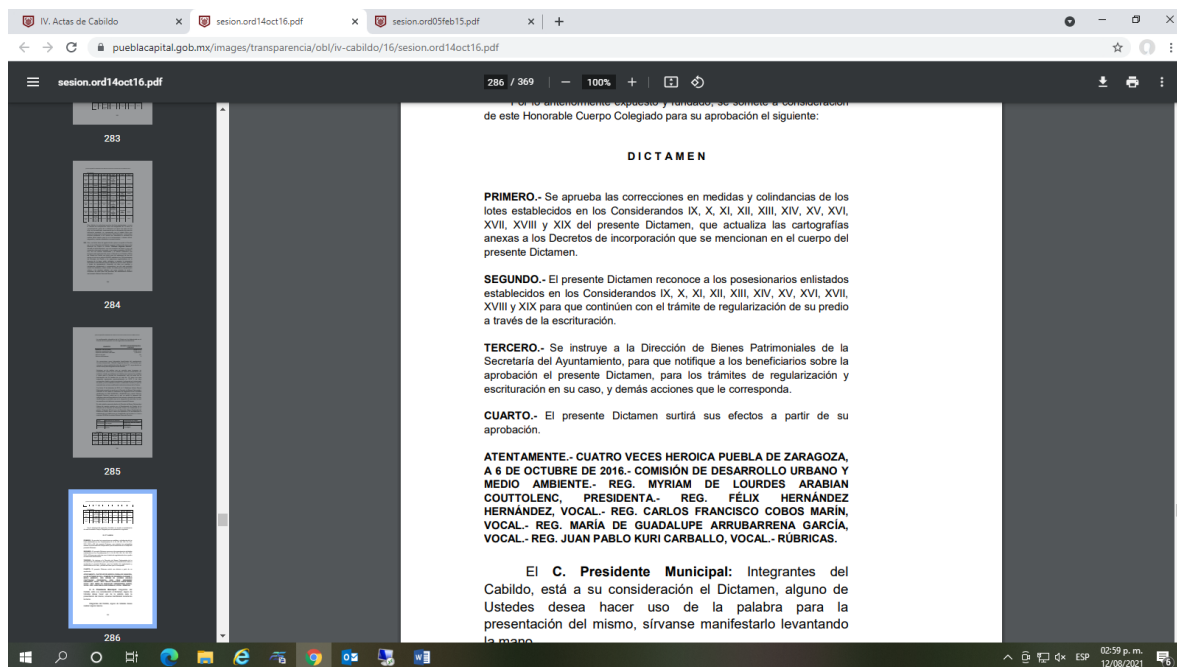 IV. Actas de Cabildo
sesion.ord14oct16.pdf
sesion.ord05feb15.pdf
pueblacapital.gob.mx/images/transparencia/obl/iv-cabildo/16/sesion.ord14oct16.pdf
sesion.ord14oct16.pdf
286 / 369
100%
283
284
285
286
Por lo anteriormente expuesto y fundado, se somete a consideración
de este Honorable Cuerpo Colegiado para su aprobación el siguiente:
D I C T A M E N
PRIMERO.- Se aprueba las correcciones en medidas y colindancias de los
lotes establecidos en los Considerandos IX, X, XI, XII, XIII, XIV, XV, XVI,
XVII, XVIII y XIX del presente Dictamen, que actualiza las cartografías
anexas a los Decretos de incorporación que se mencionan en el cuerpo del
presente Dictamen.
SEGUNDO.- El presente Dictamen reconoce a los posesionarios enlistados
establecidos en los Considerandos IX, X, XI, XII, XIII, XIV, XV, XVI, XVII,
XVIII y XIX para que continúen con el trámite de regularización de su predio
a través de la escrituración.
TERCERO.- Se instruye a la Dirección de Bienes Patrimoniales de la
Secretaría del Ayuntamiento, para que notifique a los beneficiarios sobre la
aprobación el presente Dictamen, para los trámites de regularización y
escrituración en su caso, y demás acciones que le corresponda.
CUARTO.- El presente Dictamen surtirá sus efectos a partir de su
aprobación.
ATENTAMENTE.- CUATRO VECES HEROICA PUEBLA DE ZARAGOZA,
A 6 DE OCTUBRE DE 2016.- COMISIÓN DE DESARROLLO URBANO Y
MEDIO AMBIENTE.- REG. MYRIAM DE LOURDES ARABIAN
COUTTOLENC, PRESIDENTA.- REG. FÉLIX HERNÁNDEZ
HERNÁNDEZ, VOCAL.- REG. CARLOS FRANCISCO COBOS MARÍN,
VOCAL.- REG. MARÍA DE GUADALUPE ARRUBARRENA GARCÍA,
VOCAL.- REG. JUAN PABLO KURI CARBALLO, VOCAL.- RÚBRICAS.
El C. Presidente Municipal: Integrantes del
Cabildo, está a su consideración el Dictamen, alguno de
Ustedes desea hacer uso de la palabra para la
presentación del mismo, sírvanse manifestarlo levantando
la mano
ESP
02:59 p. m.
12/08/2021
6